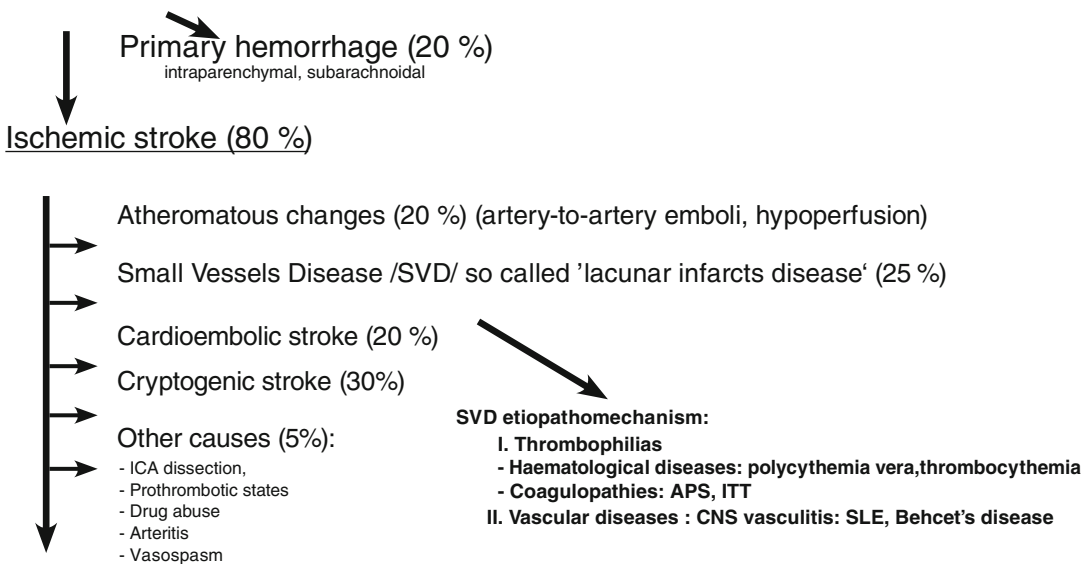 Primary hemorrhage (20 %)
intraparenchymal, subarachnoidal
Ischemic stroke (80 %)
Atheromatous changes (20 %) (artery-to-artery emboli, hypoperfusion)
Small Vessels Disease /SVD/ so called ’lacunar infarcts disease‘ (25 %)
Cardioembolic stroke (20 %)
Cryptogenic stroke (30%)
Other causes (5%):
- ICA dissection,
- Prothrombotic states
- Drug abuse
- Arteritis
- Vasospasm
SVD etiopathomechanism:
I. Thrombophilias
- Haematological diseases: polycythemia vera,thrombocythemia
- Coagulopathies: APS, ITT
II. Vascular diseases : CNS vasculitis: SLE, Behcet's disease